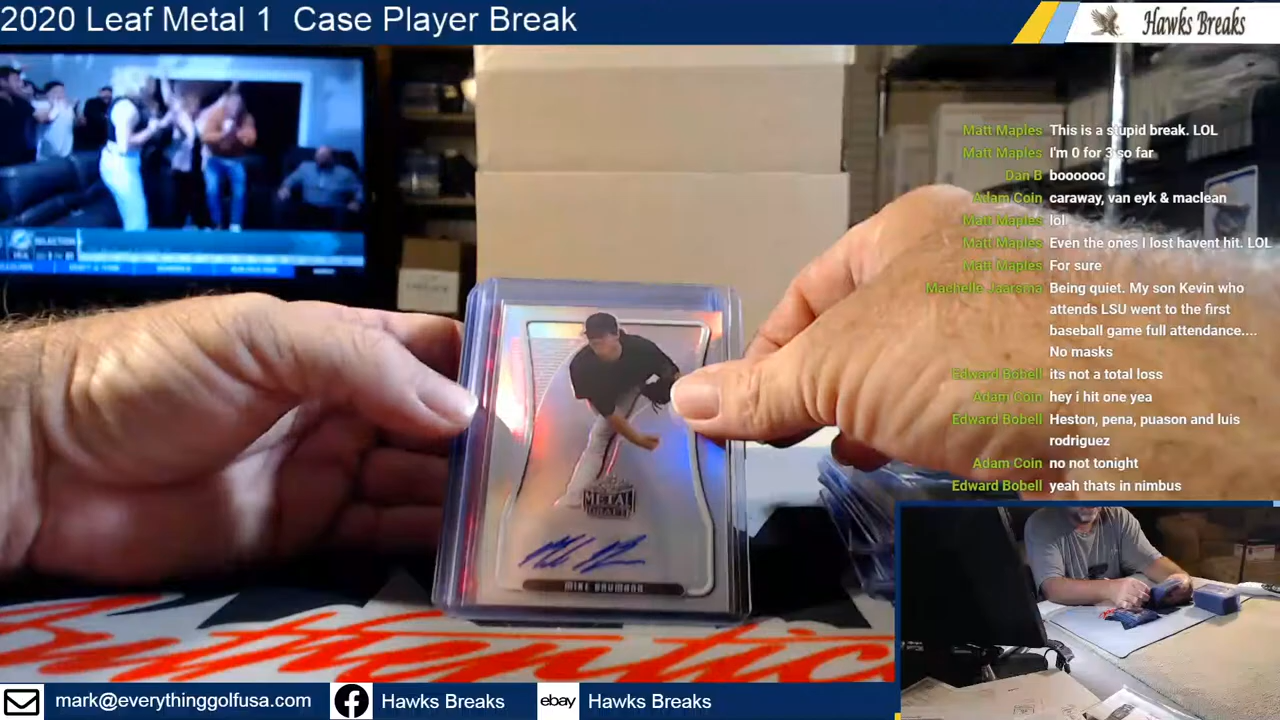 2020 Leaf Metal 1 Case Player Break
Hawks Breaks
Matt Maples This is a stupid break. LOL
Matt Maples I'm 0 for 3 so far
Dan B boooooo
Adam Coin caraway, van eyk & maclean
Matt Maples lol
Matt Maples Even the ones I lost havent hit. LOL
Matt Maples For sure
Machelle Jaarsma Being quiet. My son Kevin who
attends LSU went to the first
baseball game full attendance....
No masks
Edward Bobell its not a total loss
Adam Coin hey i hit one yea
Edward Bobell Heston, pena, puason and luis
rodriguez
Adam Coin no not tonight
Edward Bobell yeah thats in nimbus
SELECTION
METAL
DRAFT
MIKE BAUMANN
Authentic
mark@everythinggolfusa.com
Hawks Breaks
ebay
Hawks Breaks